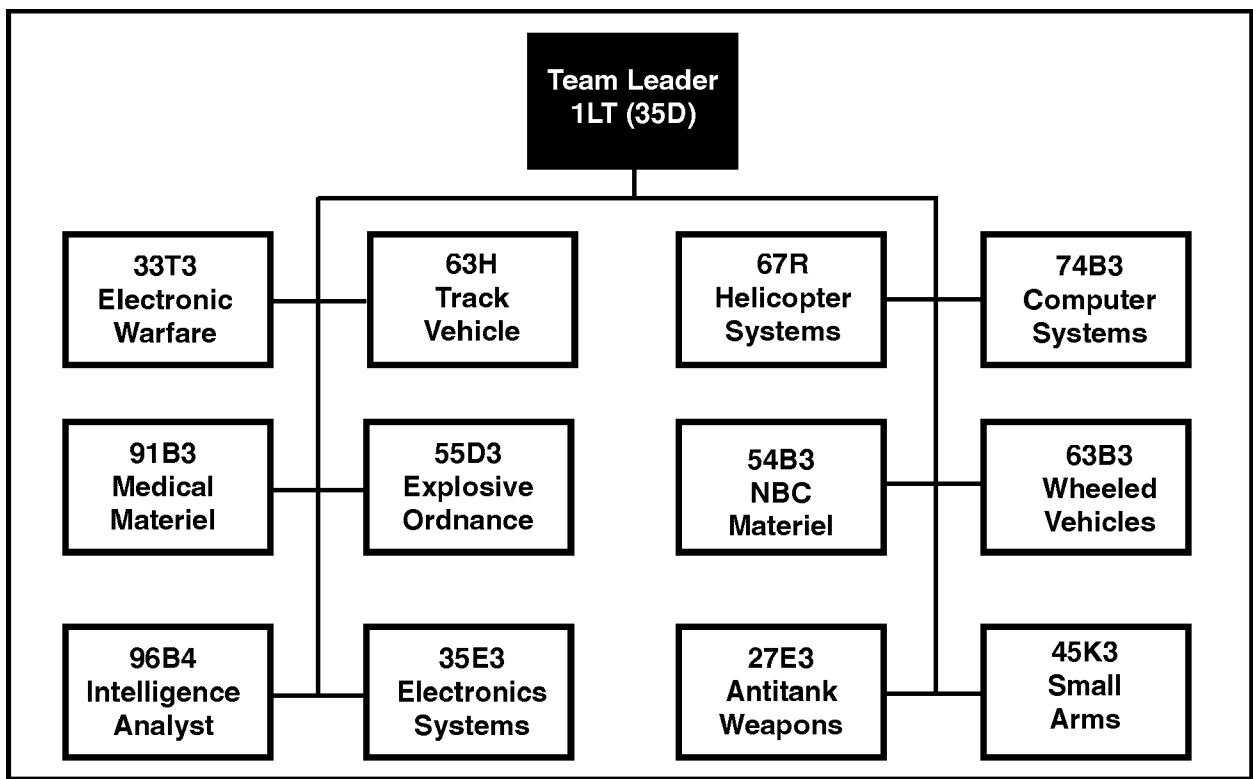 Team Leader
1LT (35D)
33T3
Electronic
Warfare
63H
Track
Vehicle
67R
Helicopter
Systems
74B3
Computer
Systems
91B3
Medical
Materiel
55D3
Explosive
Ordnance
54B3
NBC
Materiel
63B3
Wheeled
Vehicles
96B4
Intelligence
Analyst
35E3
Electronics
Systems
27E3
Antitank
Weapons
45K3
Small
Arms